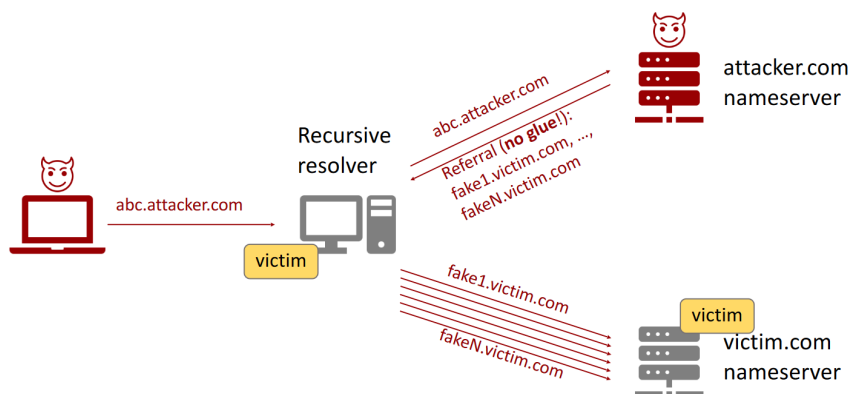 attacker.com
nameserver
abc.attacker.com
Referral (no glue!):
fake1.victim.com, ...,
fakeN.victim.com
Recursive
resolver
abc.attacker.com
victim
fake1.victim.com
fakeN.victim.com
victim
victim.com
nameserver